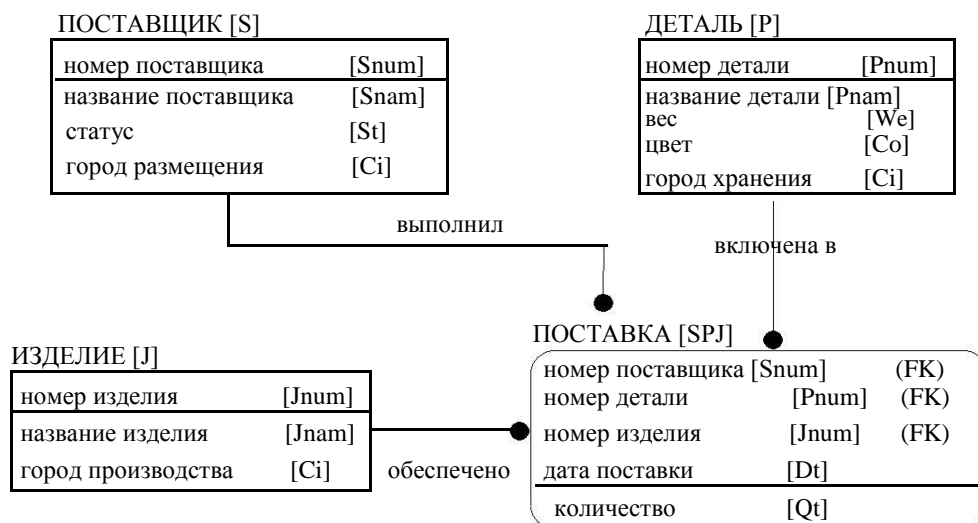 ПОСТАВЩИК [S]
номер поставщика [Snum]
название поставщика [Snam]
статус [St]
город размещения [Ci]
ДЕТАЛЬ [P]
номер детали [Pnum]
название детали [Pnam]
вес [We]
цвет [Co]
город хранения [Ci]
выполнил
включена в
ИЗДЕЛИЕ [J]
номер изделия [Jnum]
название изделия [Jnam]
город производства [Ci]
обеспечено
ПОСТАВКА [SPJ]
номер поставщика [Snum] (FK)
номер детали [Pnum] (FK)
номер изделия [Jnum] (FK)
дата поставки [Dt]
количество [Qt]